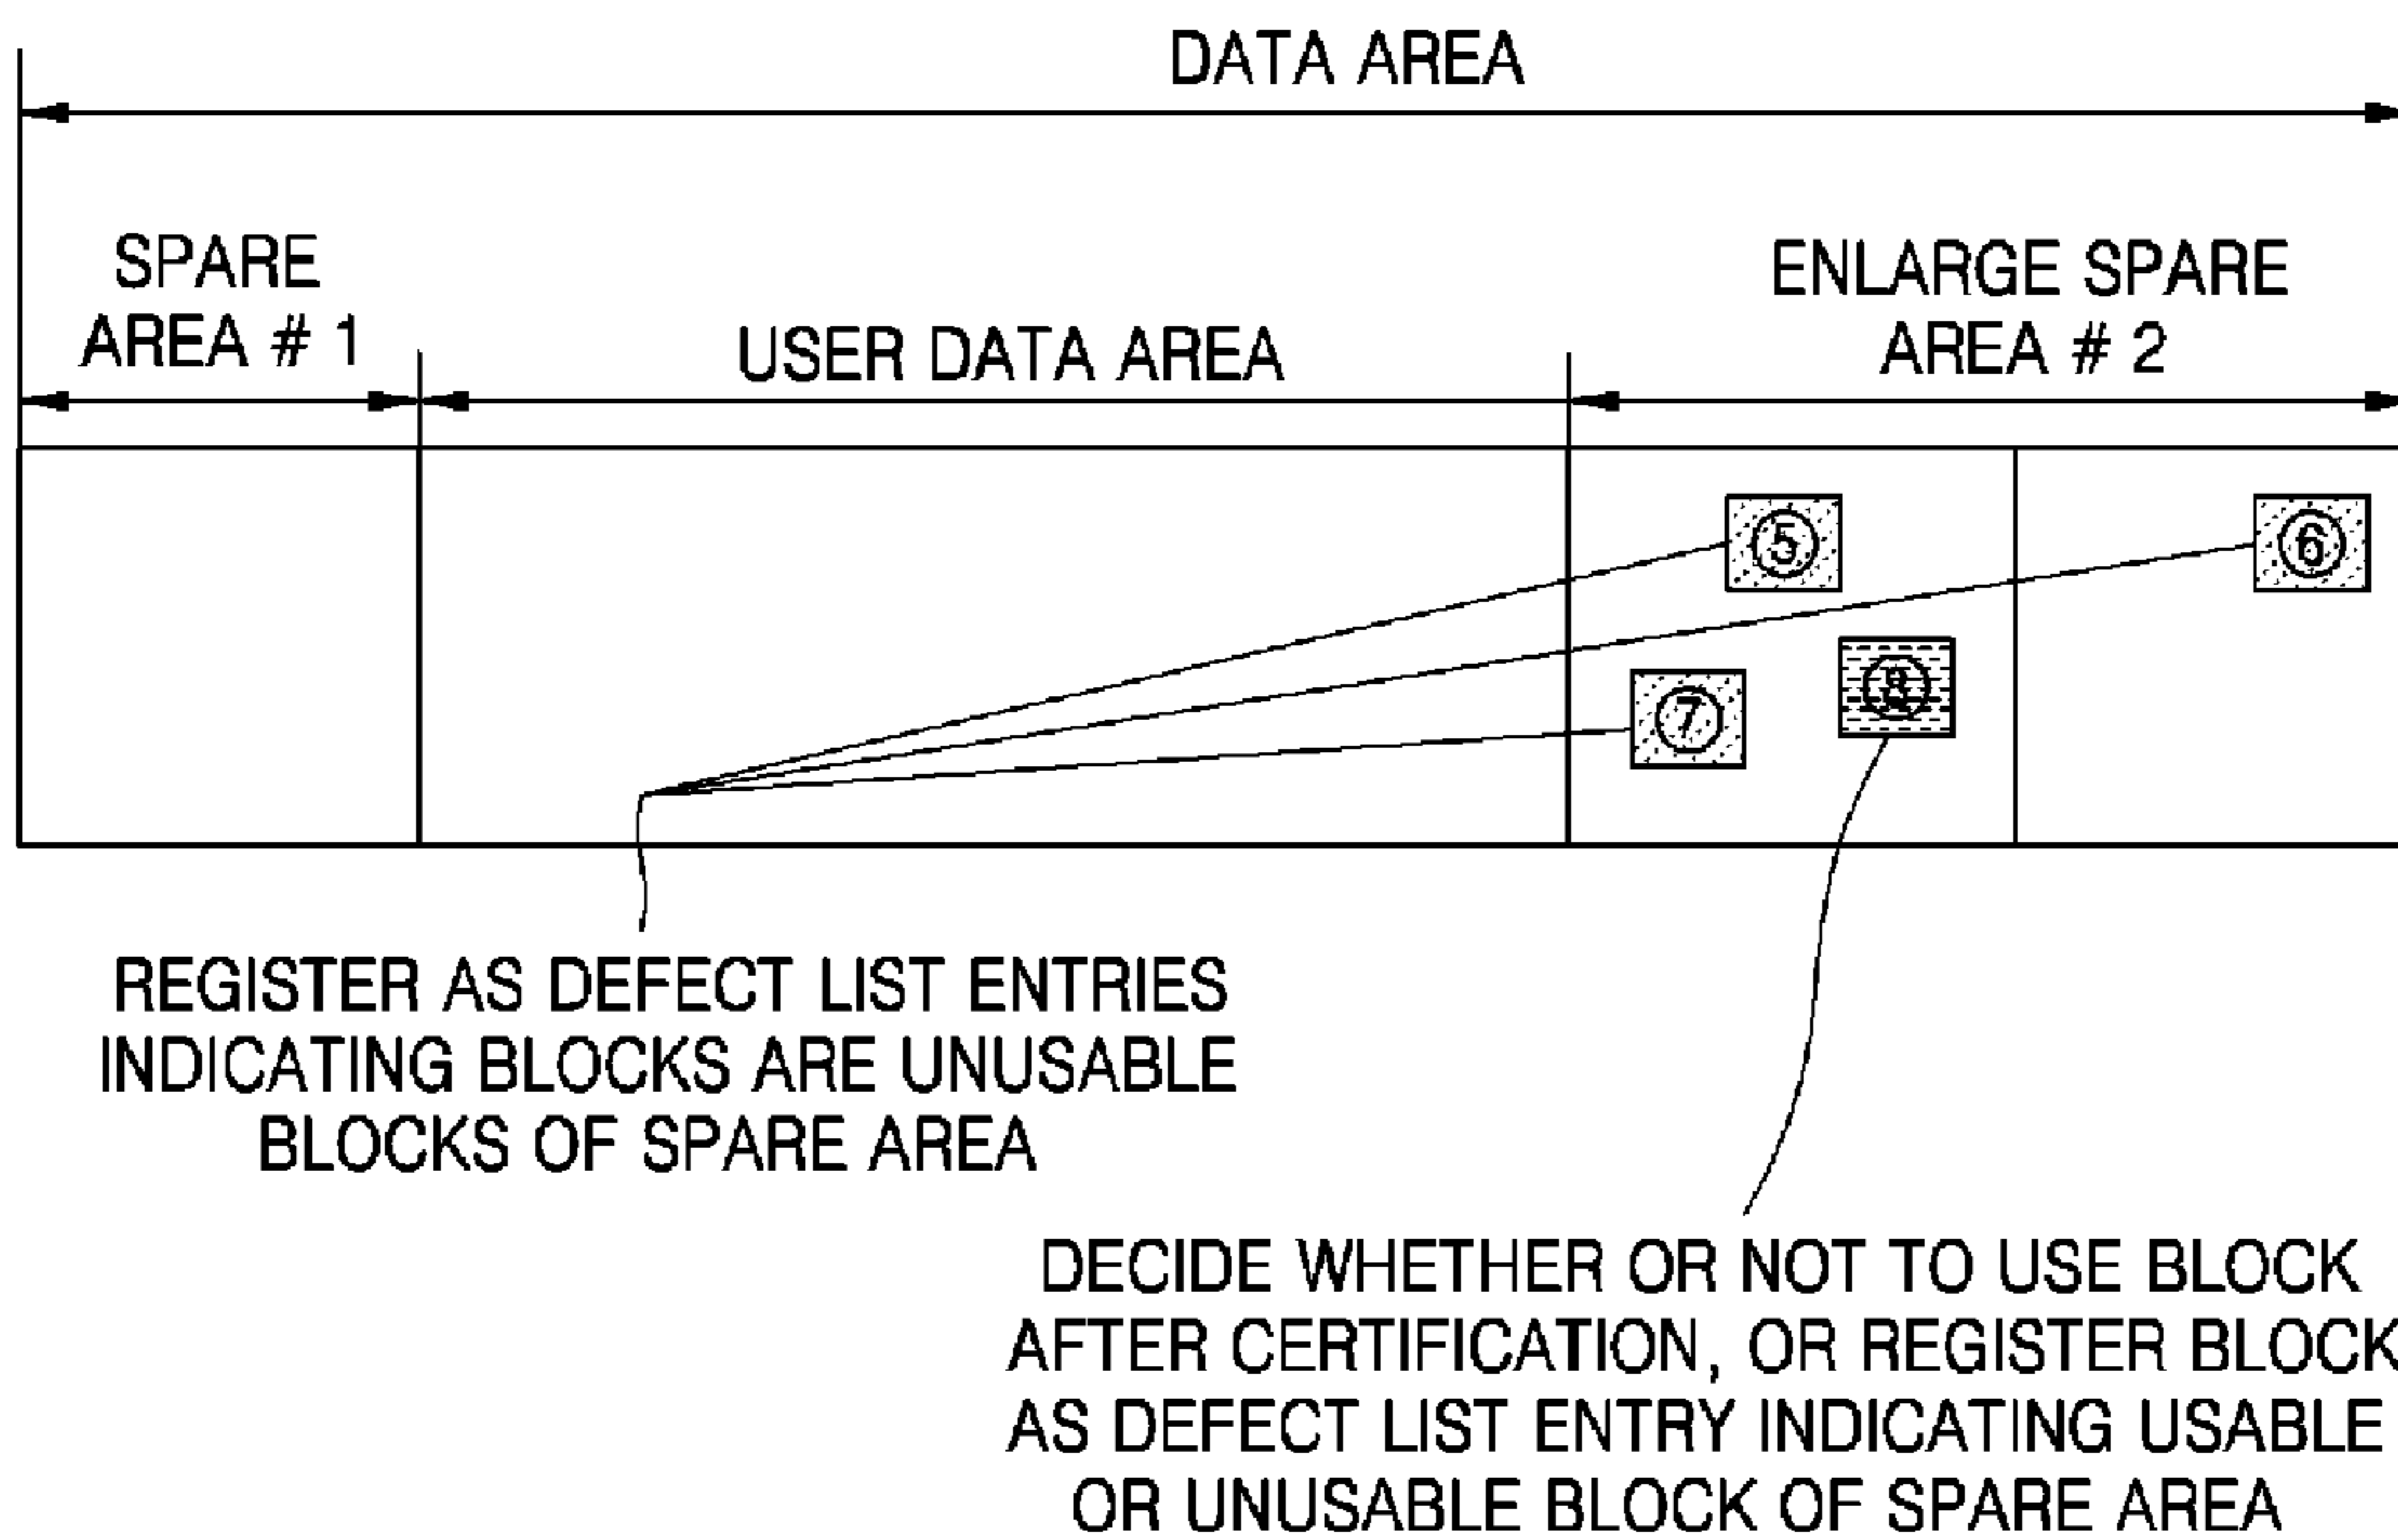 DATA AREA
SPARE
AREA # 1
USER DATA AREA
ENLARGE SPARE
AREA # 2
⑤
⑥
⑦
⑧
REGISTER AS DEFECT LIST ENTRIES
INDICATING BLOCKS ARE UNUSABLE
BLOCKS OF SPARE AREA
DECIDE WHETHER OR NOT TO USE BLOCK
AFTER CERTIFICATION, OR REGISTER BLOCK
AS DEFECT LIST ENTRY INDICATING USABLE
OR UNUSABLE BLOCK OF SPARE AREA